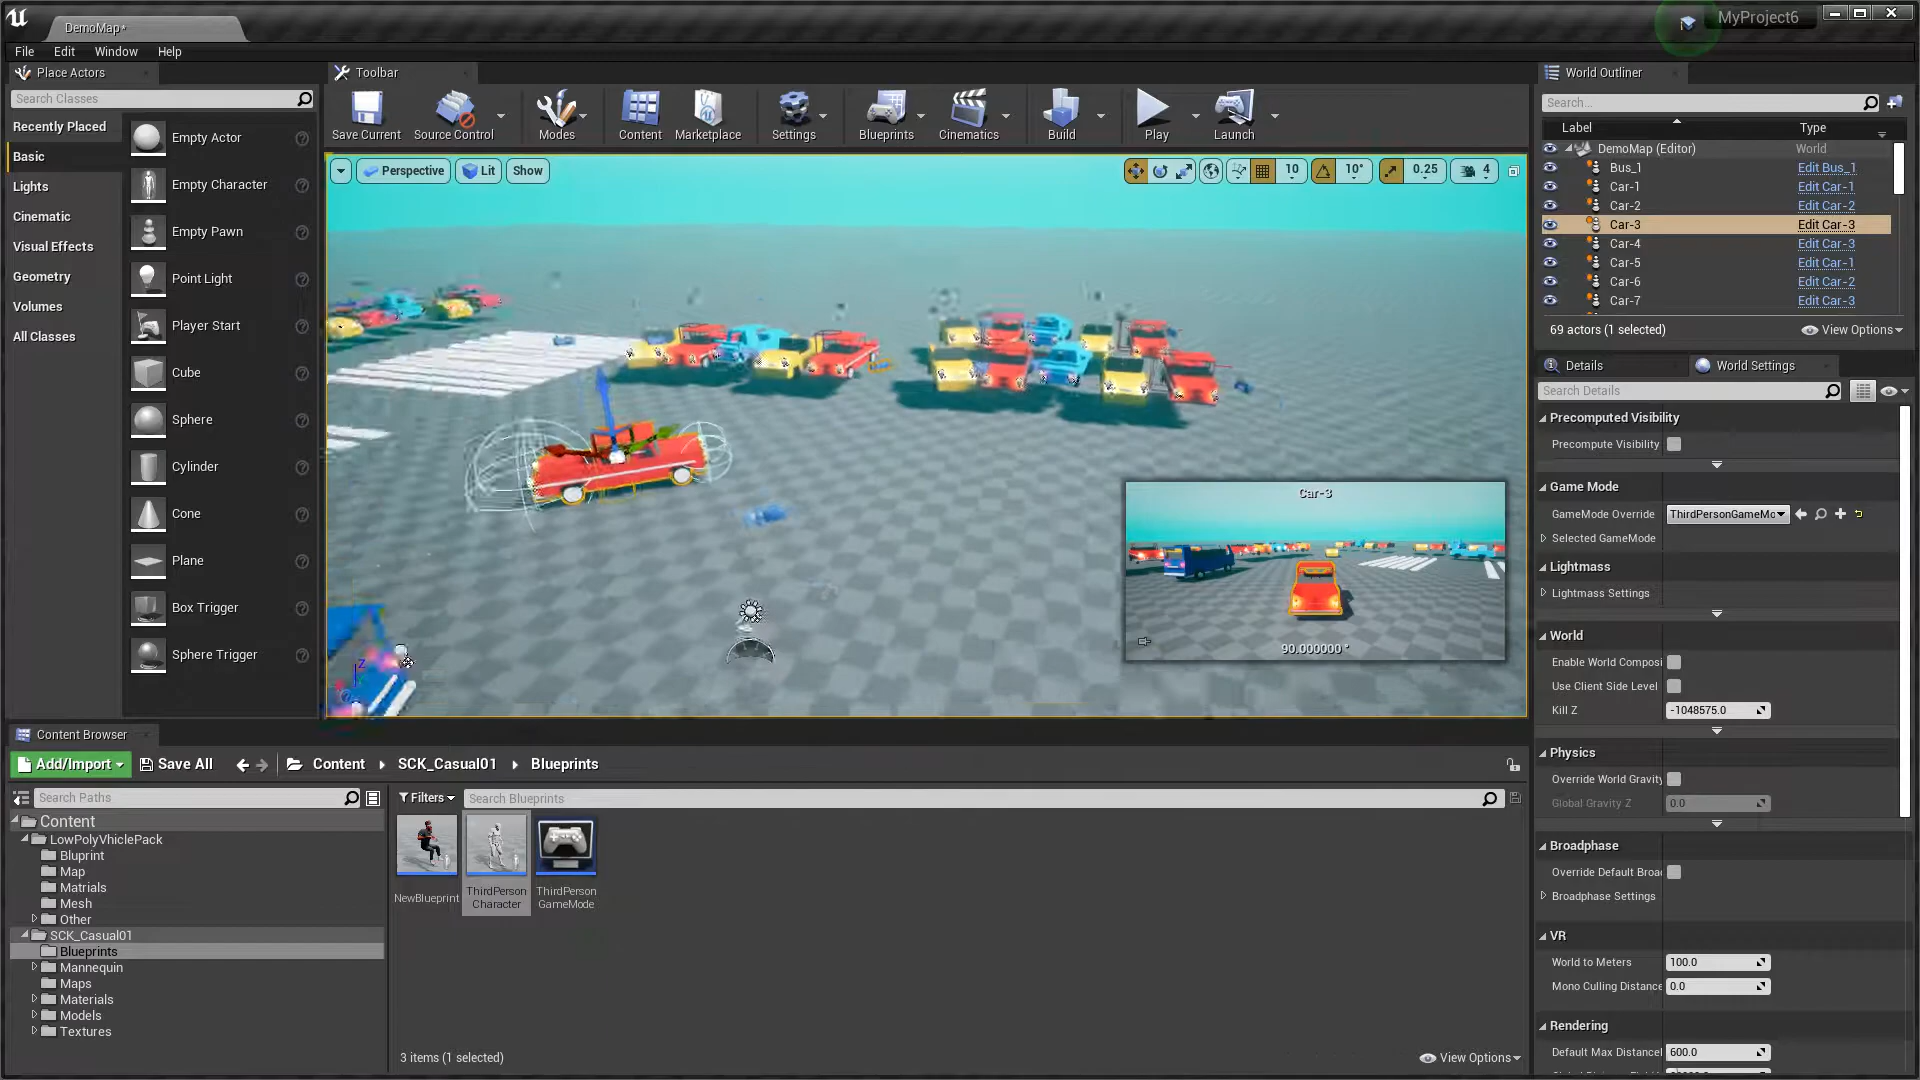 DemoMap*
MyProject6
File Edit Window Help
Place Actors
Search Classes
Recently Placed
Basic
Lights
Cinematic
Visual Effects
Geometry
Volumes
All Classes
Empty Actor
Empty Character
Empty Pawn
Point Light
Player Start
Cube
Sphere
Cylinder
Cone
Plane
Box Trigger
Sphere Trigger
Toolbar
Save Current Source Control Modes Content Marketplace Settings Blueprints Cinematics Build Play Launch
Perspective Lit Show
10 10° 0.25 4
Car-3
90.000000 °
Z
World Outliner
Search...
Label Type
DemoMap (Editor) World
Bus_1 Edit Bus_1
Car-1 Edit Car-1
Car-2 Edit Car-2
Car-3 Edit Car-3
Car-4 Edit Car-3
Car-5 Edit Car-1
Car-6 Edit Car-2
Car-7 Edit Car-3
69 actors (1 selected) View Options
Details World Settings
Search Details
Precomputed Visibility
Precompute Visibility
Game Mode
GameMode Override ThirdPersonGameMo
Selected GameMode
Lightmass
Lightmass Settings
World
Enable World Composi
Use Client Side Level
Kill Z -1048575.0
Physics
Override World Gravity
Global Gravity Z 0.0
Broadphase
Override Default Broa
Broadphase Settings
VR
World to Meters 100.0
Mono Culling Distance 0.0
Rendering
Default Max Distance 600.0
Content Browser
Add/Import Save All Content SCK_Casual01 Blueprints
Search Paths
Filters Search Blueprints
Content
LowPolyVhiclePack
Bluprint
Map
Matrials
Mesh
Other
SCK_Casual01
Blueprints
Mannequin
Maps
Materials
Models
Textures
NewBlueprint
ThirdPerson
Character
ThirdPerson
GameMode
3 items (1 selected) View Options